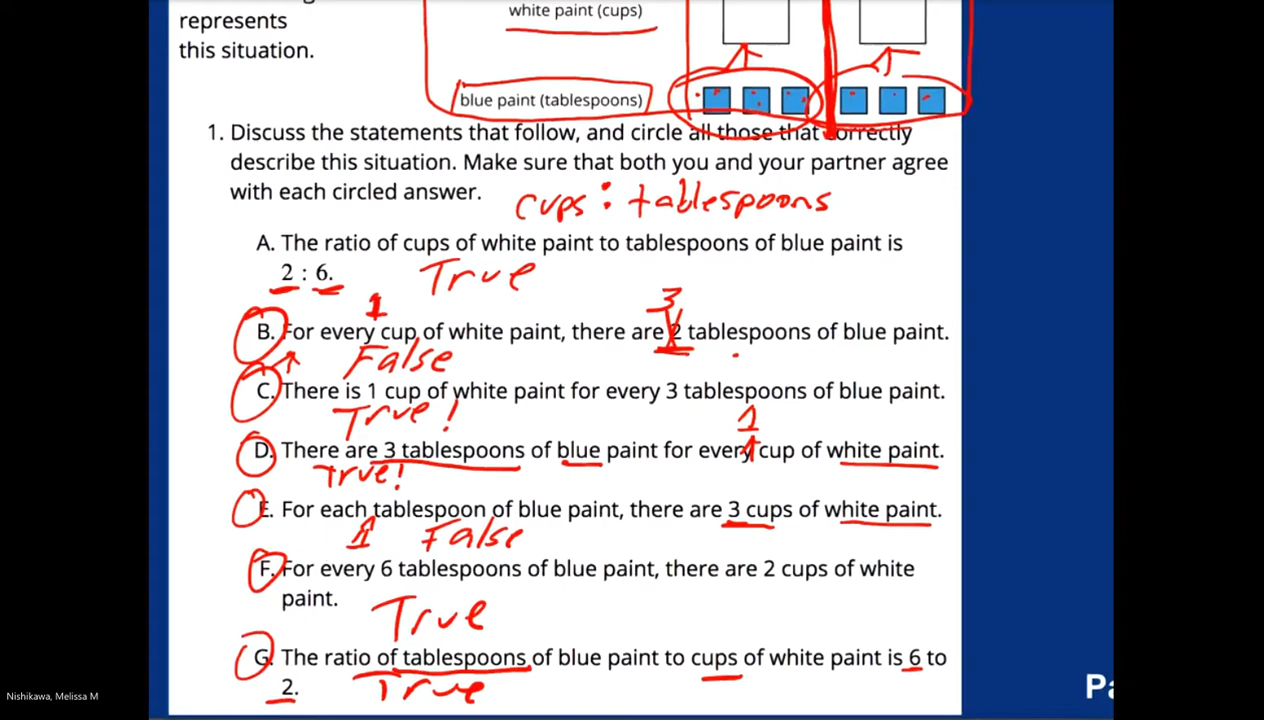 represents
white paint (cups)
this situation.
blue paint (tablespoons)
1. Discuss the statements that follow, and circle all those that correctly
describe this situation. Make sure that both you and your partner agree
with each circled answer.
cups : tablespoons
A. The ratio of cups of white paint to tablespoons of blue paint is
2 : 6.
True
1
3
B. For every cup of white paint, there are 2 tablespoons of blue paint.
False
C. There is 1 cup of white paint for every 3 tablespoons of blue paint.
True!
1
D. There are 3 tablespoons of blue paint for every cup of white paint.
True!
E. For each tablespoon of blue paint, there are 3 cups of white paint.
1 False
F. For every 6 tablespoons of blue paint, there are 2 cups of white
paint.
True
G. The ratio of tablespoons of blue paint to cups of white paint is 6 to
2.
True
Nishikawa, Melissa M